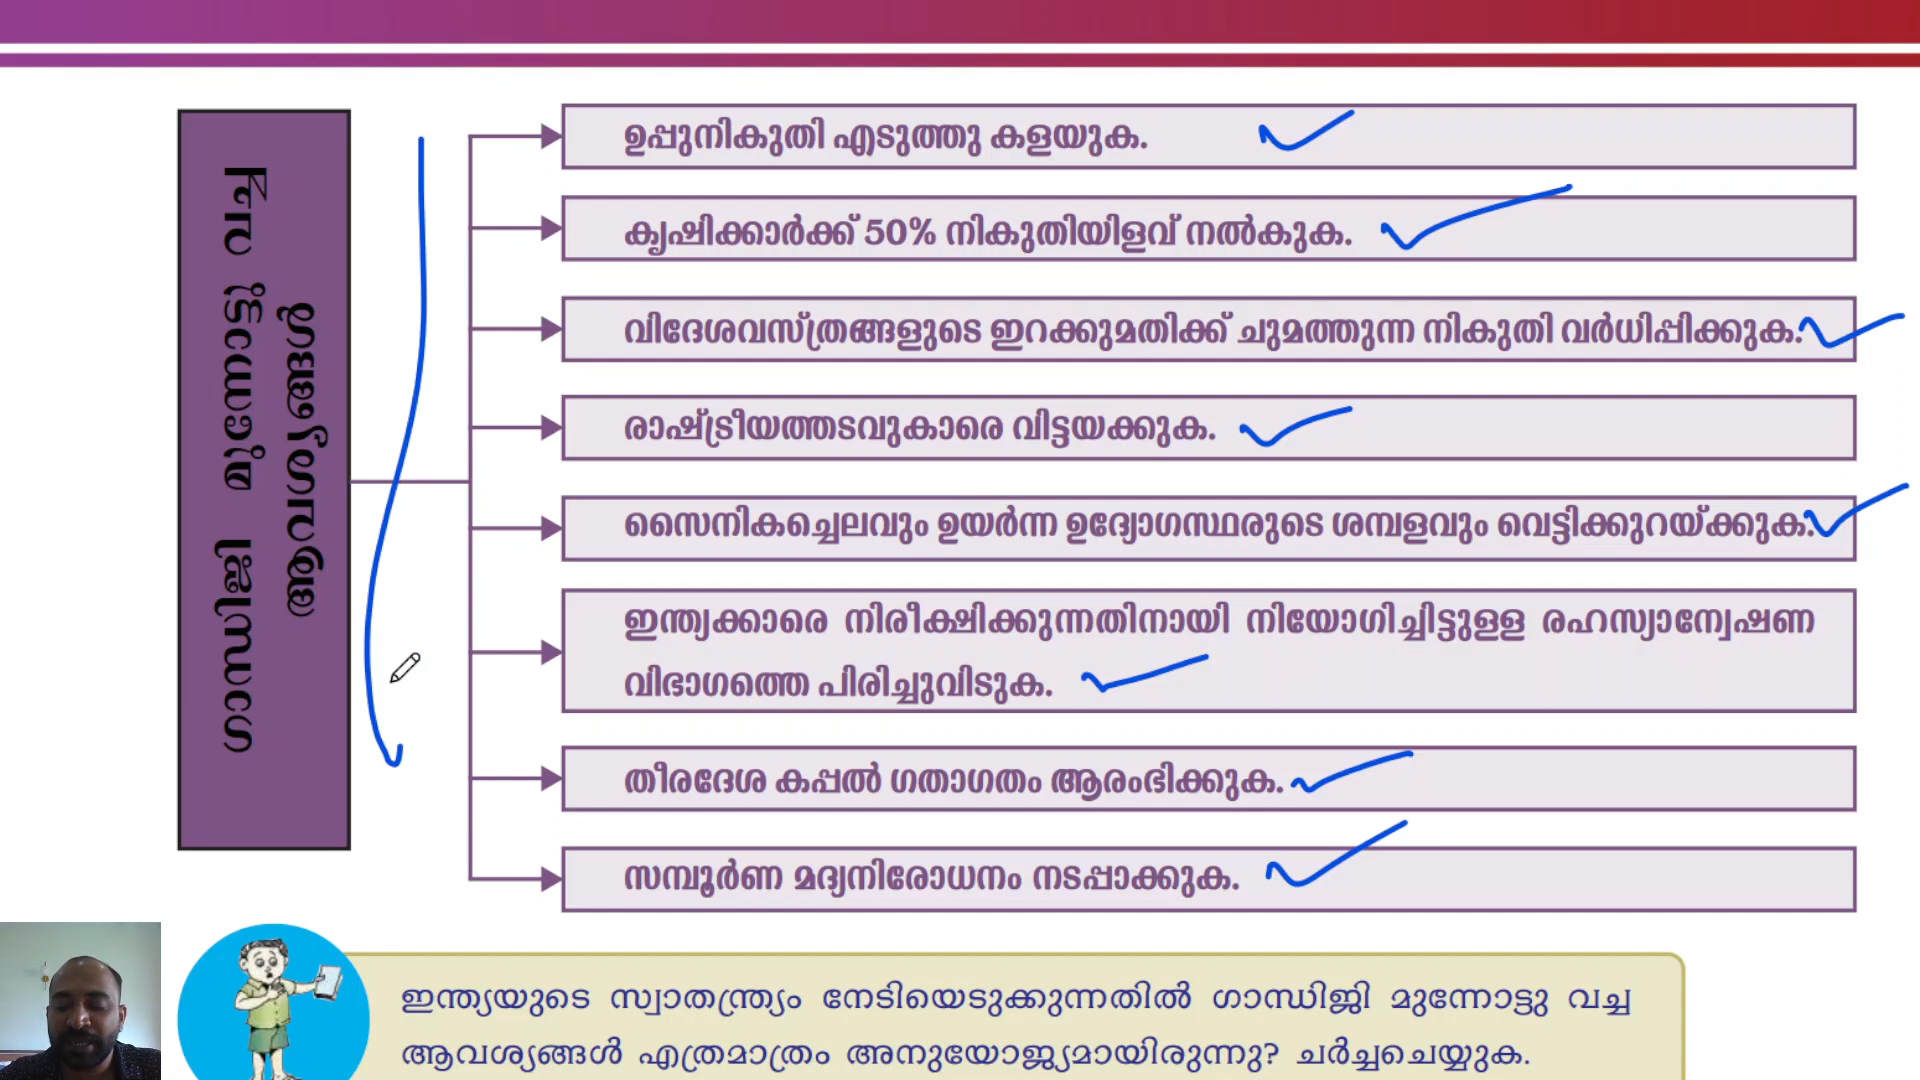 ഗാന്ധിജി മുന്നോട്ടു വച്ച
ആവശ്യങ്ങൾ
ഉപ്പുനികുതി എടുത്തു കളയുക.
കൃഷിക്കാർക്ക് 50% നികുതിയിളവ് നൽകുക.
വിദേശവസ്ത്രങ്ങളുടെ ഇറക്കുമതിക്ക് ചുമത്തുന്ന നികുതി വർധിപ്പിക്കുക.
രാഷ്ട്രീയത്തടവുകാരെ വിട്ടയക്കുക.
സൈനികച്ചെലവും ഉയർന്ന ഉദ്യോഗസ്ഥരുടെ ശമ്പളവും വെട്ടിക്കുറയ്ക്കുക.
ഇന്ത്യക്കാരെ നിരീക്ഷിക്കുന്നതിനായി നിയോഗിച്ചിട്ടുളള രഹസ്യാന്വേഷണ
വിഭാഗത്തെ പിരിച്ചുവിടുക.
തീരദേശ കപ്പൽ ഗതാഗതം ആരംഭിക്കുക.
സമ്പൂർണ മദ്യനിരോധനം നടപ്പാക്കുക.
ഇന്ത്യയുടെ സ്വാതന്ത്ര്യം നേടിയെടുക്കുന്നതിൽ ഗാന്ധിജി മുന്നോട്ടു വച്ച
ആവശ്യങ്ങൾ എത്രമാത്രം അനുയോജ്യമായിരുന്നു? ചർച്ചചെയ്യുക.